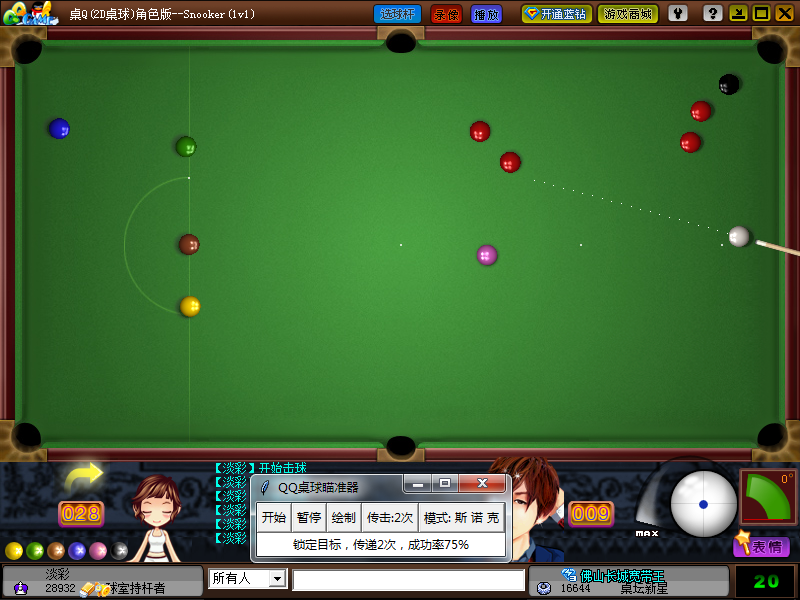 桌Q(2D桌球)角色版--Snooker(1v1)
选球杆 录像 播放 开通蓝钻 游戏商城 ?
【淡彩】开始击球
【淡彩
【淡彩
【淡彩
【淡彩
【淡彩
QQ桌球瞄准器
开始 暂停 绘制 传击:2次 模式: 斯 诺 克
锁定目标，传递2次，成功率75%
028
009
MAX
0°
表情
淡彩
28932 球室持杆者
所有人
佛山长城宽带王
16644 桌坛新星
20